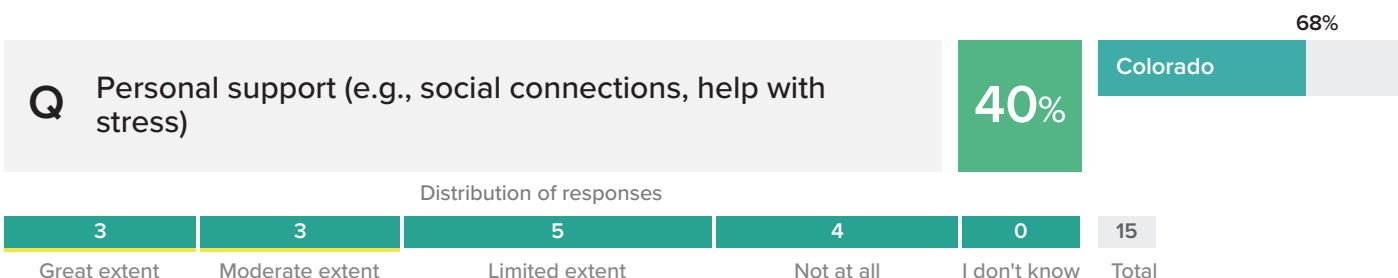 68%
Q
Personal support (e.g., social connections, help with
stress)
40%
Colorado
Distribution of responses
3 3 5 4 0 15
Great extent Moderate extent Limited extent Not at all I don't know Total